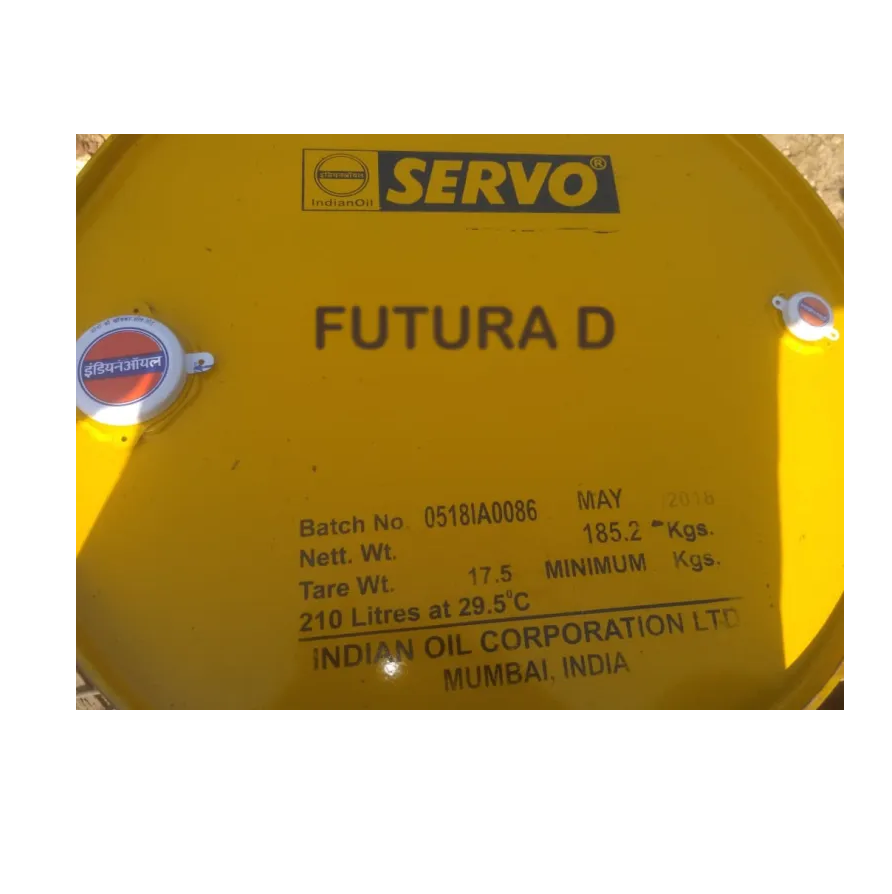 इंडियनऑयल
IndianOil
SERVO®
FUTURA D
इंडियनऑयल
Batch No. 0518IA0086 MAY 2018
Nett. Wt. 185.2 Kgs.
Tare Wt. 17.5 MINIMUM Kgs.
210 Litres at 29.5°C
INDIAN OIL CORPORATION LTD
MUMBAI, INDIA